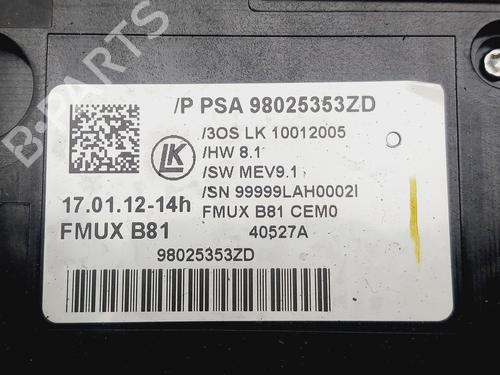 B-PARTS
/P PSA 98025353ZD
/3OS LK 10012005
/HW 8.1
/SW MEV9.1
/SN 99999LAH0002I
LK
17.01.12-14h
FMUX B81 CEM0
FMUX B81
40527A
98025353ZD